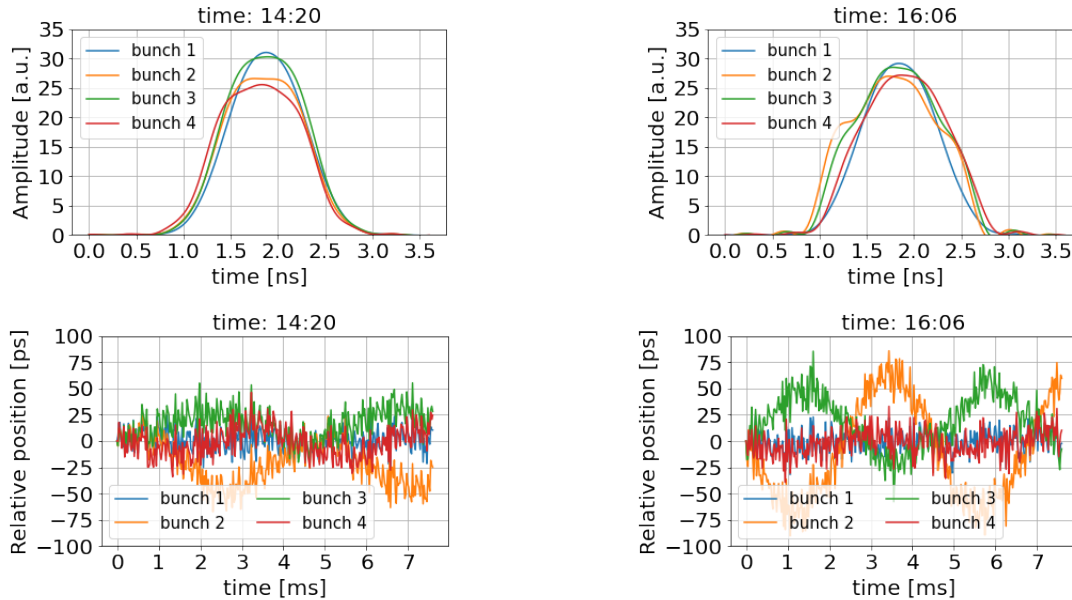 time: 14:20
Amplitude [a.u.]
35
30
25
20
15
10
5
0
bunch 1
bunch 2
bunch 3
bunch 4
0.0 0.5 1.0 1.5 2.0 2.5 3.0 3.5
time [ns]
time: 16:06
Amplitude [a.u.]
35
30
25
20
15
10
5
0
bunch 1
bunch 2
bunch 3
bunch 4
0.0 0.5 1.0 1.5 2.0 2.5 3.0 3.5
time [ns]
time: 14:20
Relative position [ps]
100
75
50
25
0
−25
−50
−75
−100
bunch 1 bunch 3
bunch 2 bunch 4
0 1 2 3 4 5 6 7
time [ms]
time: 16:06
Relative position [ps]
100
75
50
25
0
−25
−50
−75
−100
bunch 1 bunch 3
bunch 2 bunch 4
0 1 2 3 4 5 6 7
time [ms]